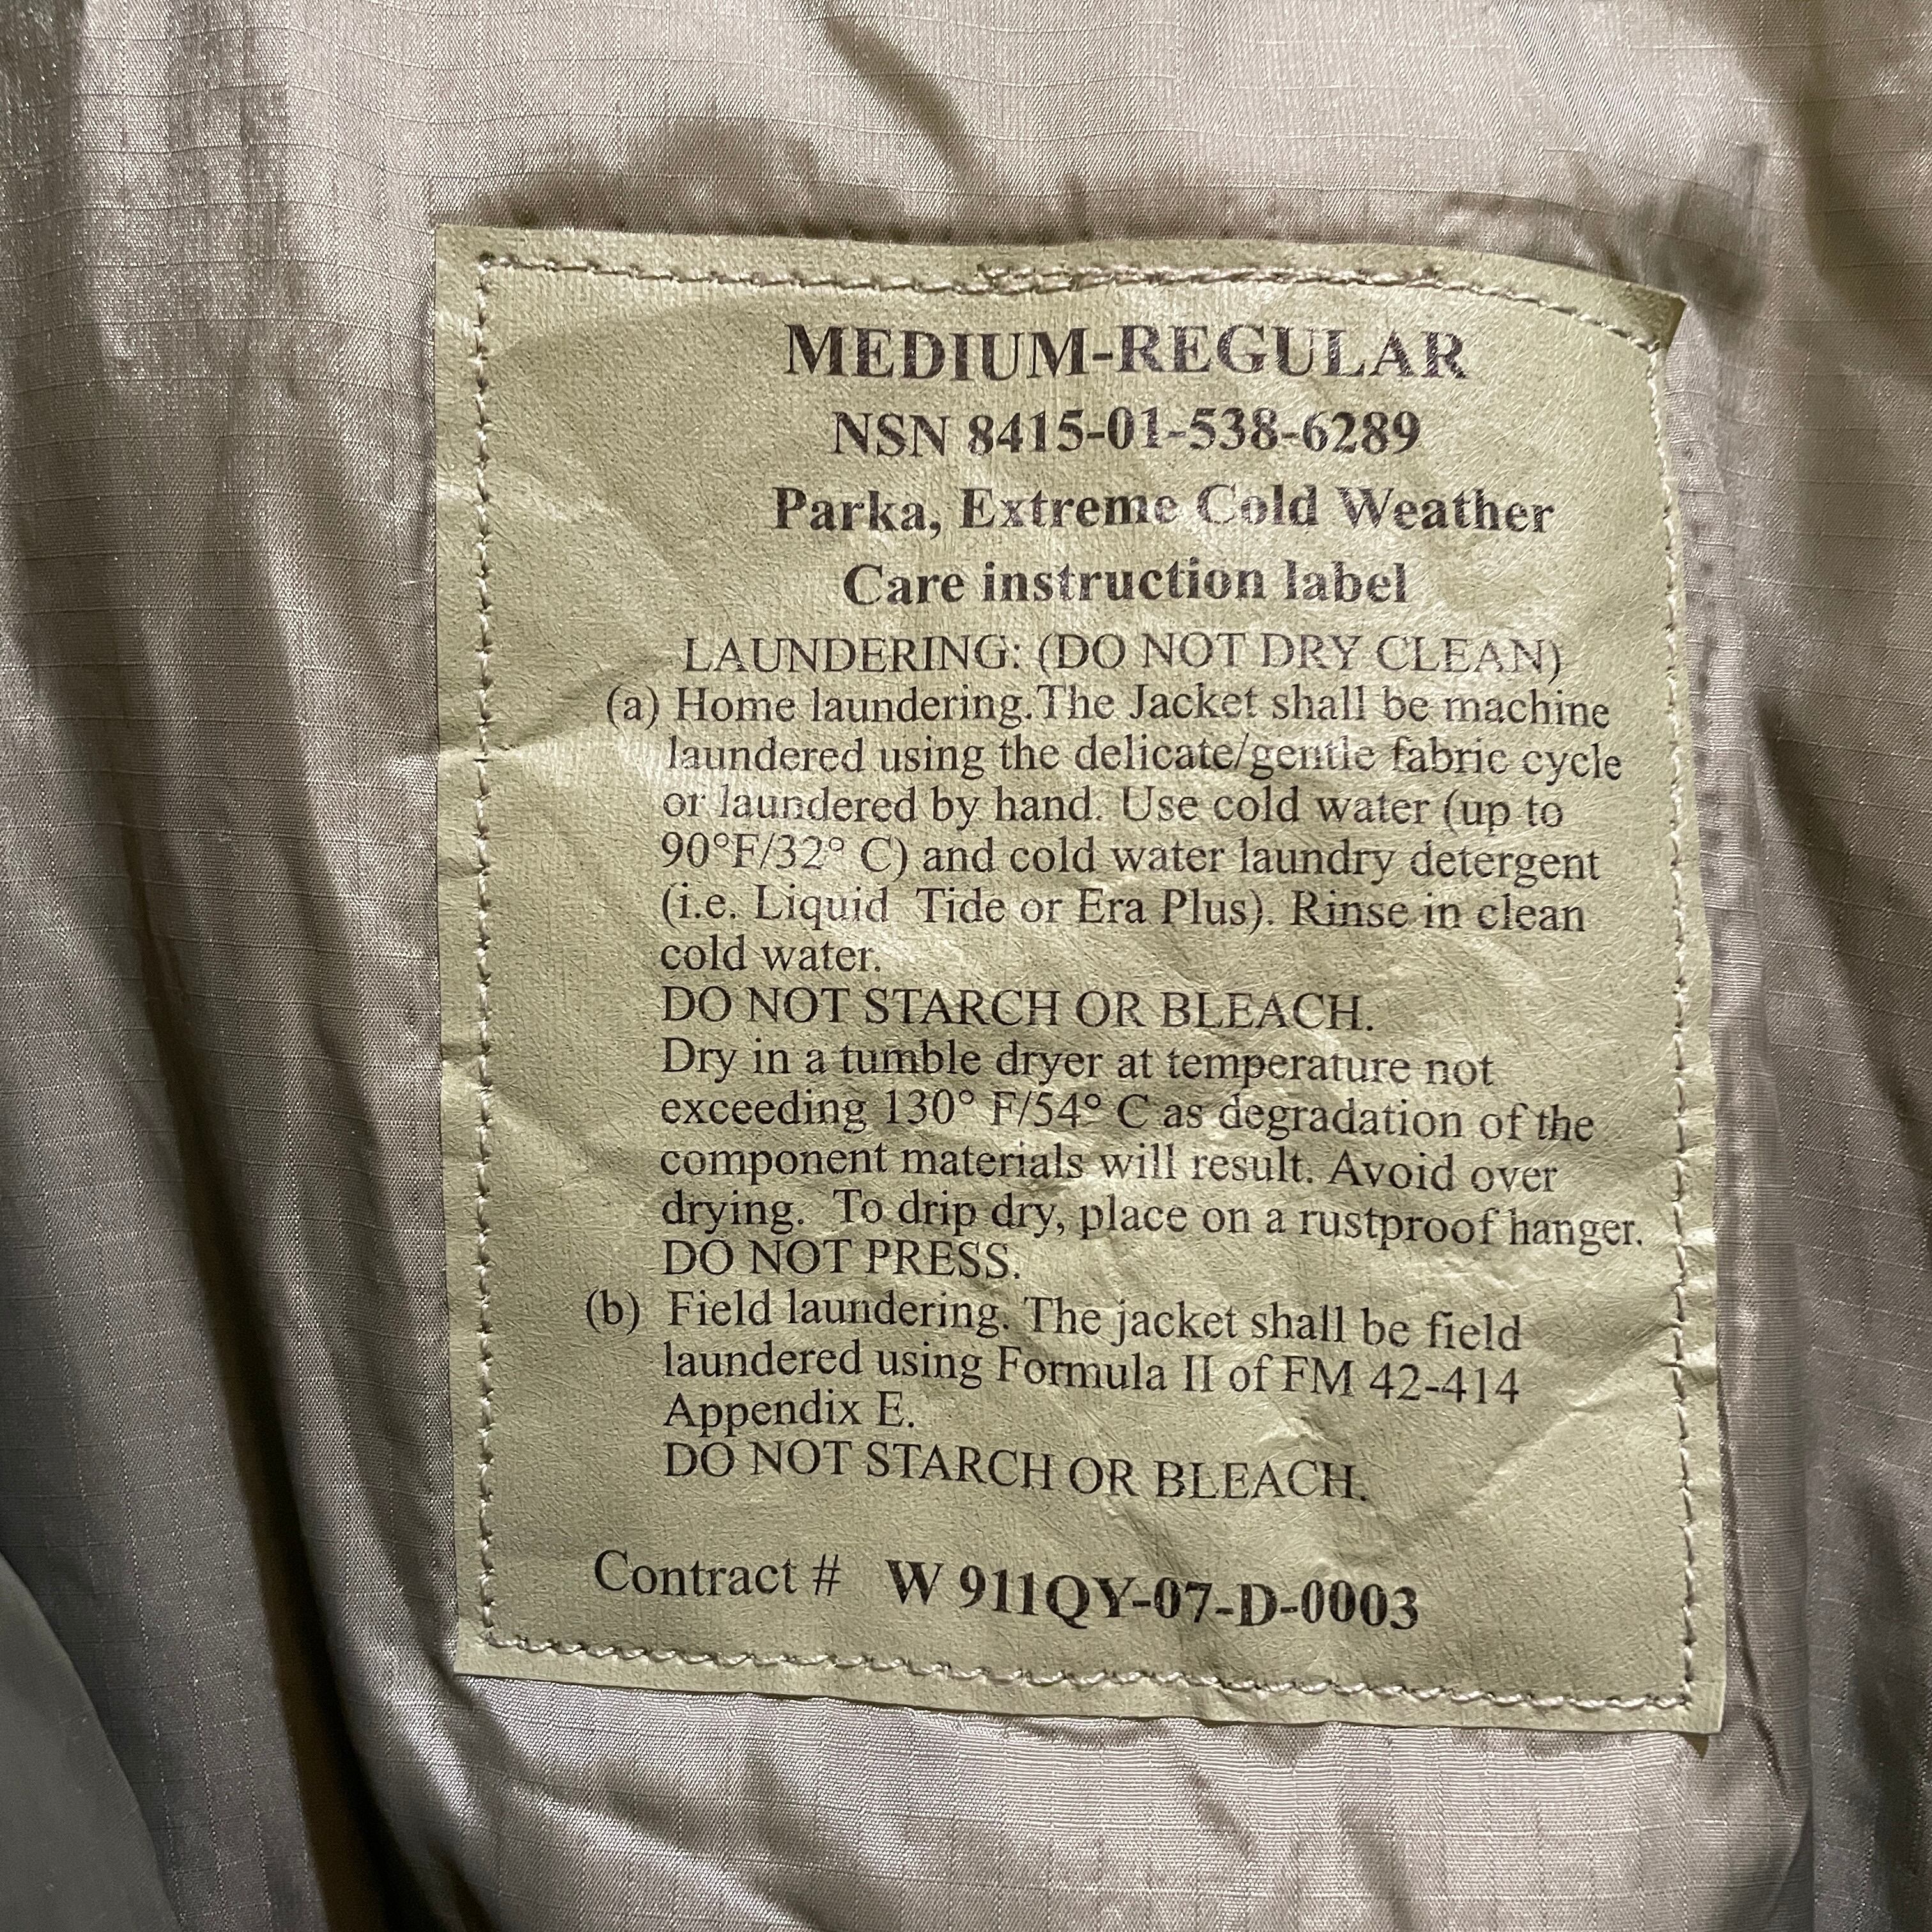 MEDIUM-REGULAR
NSN 8415-01-538-6289
Parka, Extreme Cold Weather
Care instruction label
LAUNDERING: (DO NOT DRY CLEAN)
(a) Home laundering.The Jacket shall be machine
laundered using the delicate/gentle fabric cycle
or laundered by hand. Use cold water (up to
90°F/32° C) and cold water laundry detergent
(i.e. Liquid Tide or Era Plus). Rinse in clean
cold water.
DO NOT STARCH OR BLEACH.
Dry in a tumble dryer at temperature not
exceeding 130° F/54° C as degradation of the
component materials will result. Avoid over
drying. To drip dry, place on a rustproof hanger.
DO NOT PRESS.
(b) Field laundering. The jacket shall be field
laundered using Formula II of FM 42-414
Appendix E.
DO NOT STARCH OR BLEACH.
Contract # W 911QY-07-D-0003